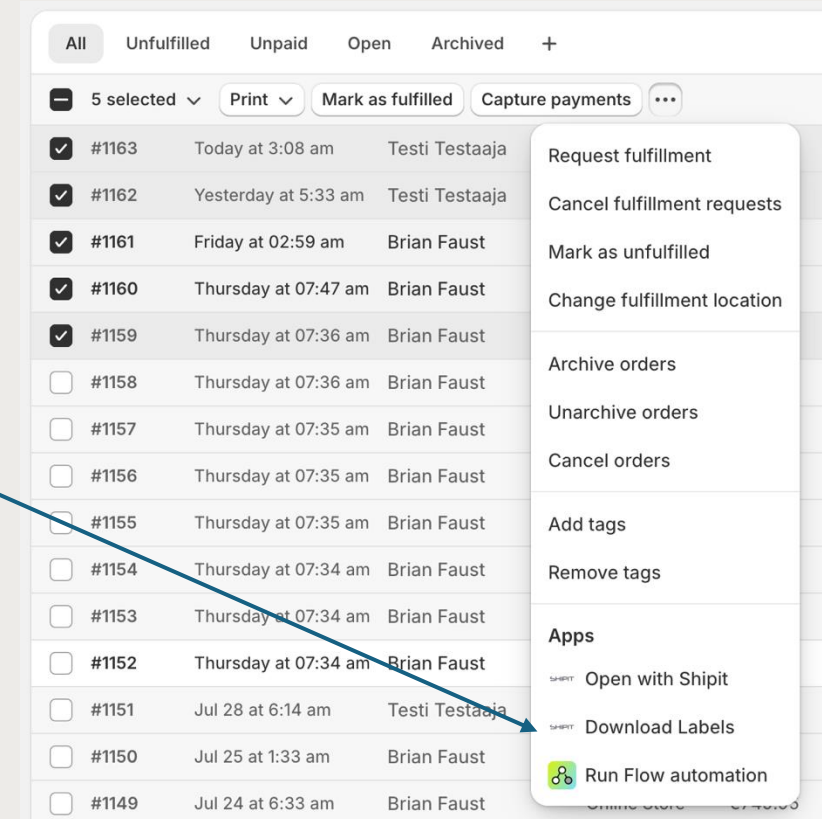 All Unfulfilled Unpaid Open Archived +
5 selected Print Mark as fulfilled Capture payments ...
#1163 Today at 3:08 am Testi Testaaja
#1162 Yesterday at 5:33 am Testi Testaaja
#1161 Friday at 02:59 am Brian Faust
#1160 Thursday at 07:47 am Brian Faust
#1159 Thursday at 07:36 am Brian Faust
#1158 Thursday at 07:36 am Brian Faust
#1157 Thursday at 07:35 am Brian Faust
#1156 Thursday at 07:35 am Brian Faust
#1155 Thursday at 07:35 am Brian Faust
#1154 Thursday at 07:34 am Brian Faust
#1153 Thursday at 07:34 am Brian Faust
#1152 Thursday at 07:34 am Brian Faust
#1151 Jul 28 at 6:14 am Testi Testaaja
#1150 Jul 25 at 1:33 am Brian Faust
#1149 Jul 24 at 6:33 am Brian Faust
Request fulfillment
Cancel fulfillment requests
Mark as unfulfilled
Change fulfillment location
Archive orders
Unarchive orders
Cancel orders
Add tags
Remove tags
Apps
SHIPIT Open with Shipit
SHIPIT Download Labels
Run Flow automation
Online Store